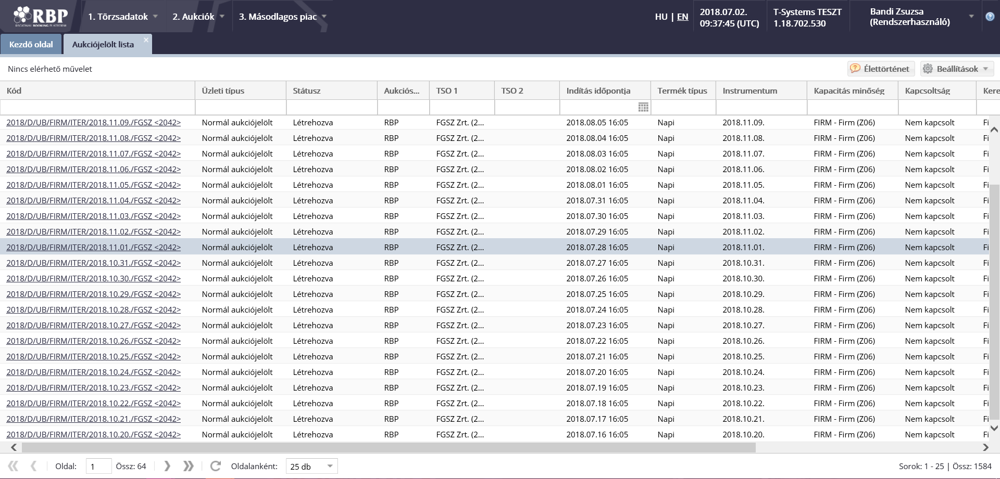 RBP
REGIONAL BOOKING PLATFORM
1. Törzsadatok
2. Aukciók
3. Másodlagos piac
HU | EN
2018.07.02.
09:37:45 (UTC)
T-Systems TESZT
1.18.702.530
Bandi Zsuzsa
(Rendszerhasználó)
Kezdő oldal
Aukciójelölt lista
Nincs elérhető művelet
Élettörténet
Beállítások
Kód Üzleti típus Státusz Aukciós... TSO 1 TSO 2 Indítás időpontja Termék típus Instrumentum Kapacitás minőség Kapcsoltság Kere
2018/D/UB/FIRM/ITER/2018.11.09./FGSZ <2042> Normál aukciójelölt Létrehozva RBP FGSZ Zrt. (2... 2018.08.05 16:05 Napi 2018.11.09. FIRM - Firm (Z06) Nem kapcsolt Fi
2018/D/UB/FIRM/ITER/2018.11.08./FGSZ <2042> Normál aukciójelölt Létrehozva RBP FGSZ Zrt. (2... 2018.08.04 16:05 Napi 2018.11.08. FIRM - Firm (Z06) Nem kapcsolt Fi
2018/D/UB/FIRM/ITER/2018.11.07./FGSZ <2042> Normál aukciójelölt Létrehozva RBP FGSZ Zrt. (2... 2018.08.03 16:05 Napi 2018.11.07. FIRM - Firm (Z06) Nem kapcsolt Fi
2018/D/UB/FIRM/ITER/2018.11.06./FGSZ <2042> Normál aukciójelölt Létrehozva RBP FGSZ Zrt. (2... 2018.08.02 16:05 Napi 2018.11.06. FIRM - Firm (Z06) Nem kapcsolt Fi
2018/D/UB/FIRM/ITER/2018.11.05./FGSZ <2042> Normál aukciójelölt Létrehozva RBP FGSZ Zrt. (2... 2018.08.01 16:05 Napi 2018.11.05. FIRM - Firm (Z06) Nem kapcsolt Fi
2018/D/UB/FIRM/ITER/2018.11.04./FGSZ <2042> Normál aukciójelölt Létrehozva RBP FGSZ Zrt. (2... 2018.07.31 16:05 Napi 2018.11.04. FIRM - Firm (Z06) Nem kapcsolt Fi
2018/D/UB/FIRM/ITER/2018.11.03./FGSZ <2042> Normál aukciójelölt Létrehozva RBP FGSZ Zrt. (2... 2018.07.30 16:05 Napi 2018.11.03. FIRM - Firm (Z06) Nem kapcsolt Fi
2018/D/UB/FIRM/ITER/2018.11.02./FGSZ <2042> Normál aukciójelölt Létrehozva RBP FGSZ Zrt. (2... 2018.07.29 16:05 Napi 2018.11.02. FIRM - Firm (Z06) Nem kapcsolt Fi
2018/D/UB/FIRM/ITER/2018.11.01./FGSZ <2042> Normál aukciójelölt Létrehozva RBP FGSZ Zrt. (2... 2018.07.28 16:05 Napi 2018.11.01. FIRM - Firm (Z06) Nem kapcsolt Fi
2018/D/UB/FIRM/ITER/2018.10.31./FGSZ <2042> Normál aukciójelölt Létrehozva RBP FGSZ Zrt. (2... 2018.07.27 16:05 Napi 2018.10.31. FIRM - Firm (Z06) Nem kapcsolt Fi
2018/D/UB/FIRM/ITER/2018.10.30./FGSZ <2042> Normál aukciójelölt Létrehozva RBP FGSZ Zrt. (2... 2018.07.26 16:05 Napi 2018.10.30. FIRM - Firm (Z06) Nem kapcsolt Fi
2018/D/UB/FIRM/ITER/2018.10.29./FGSZ <2042> Normál aukciójelölt Létrehozva RBP FGSZ Zrt. (2... 2018.07.25 16:05 Napi 2018.10.29. FIRM - Firm (Z06) Nem kapcsolt Fi
2018/D/UB/FIRM/ITER/2018.10.28./FGSZ <2042> Normál aukciójelölt Létrehozva RBP FGSZ Zrt. (2... 2018.07.24 16:05 Napi 2018.10.28. FIRM - Firm (Z06) Nem kapcsolt Fi
2018/D/UB/FIRM/ITER/2018.10.27./FGSZ <2042> Normál aukciójelölt Létrehozva RBP FGSZ Zrt. (2... 2018.07.23 16:05 Napi 2018.10.27. FIRM - Firm (Z06) Nem kapcsolt Fi
2018/D/UB/FIRM/ITER/2018.10.26./FGSZ <2042> Normál aukciójelölt Létrehozva RBP FGSZ Zrt. (2... 2018.07.22 16:05 Napi 2018.10.26. FIRM - Firm (Z06) Nem kapcsolt Fi
2018/D/UB/FIRM/ITER/2018.10.25./FGSZ <2042> Normál aukciójelölt Létrehozva RBP FGSZ Zrt. (2... 2018.07.21 16:05 Napi 2018.10.25. FIRM - Firm (Z06) Nem kapcsolt Fi
2018/D/UB/FIRM/ITER/2018.10.24./FGSZ <2042> Normál aukciójelölt Létrehozva RBP FGSZ Zrt. (2... 2018.07.20 16:05 Napi 2018.10.24. FIRM - Firm (Z06) Nem kapcsolt Fi
2018/D/UB/FIRM/ITER/2018.10.23./FGSZ <2042> Normál aukciójelölt Létrehozva RBP FGSZ Zrt. (2... 2018.07.19 16:05 Napi 2018.10.23. FIRM - Firm (Z06) Nem kapcsolt Fi
2018/D/UB/FIRM/ITER/2018.10.22./FGSZ <2042> Normál aukciójelölt Létrehozva RBP FGSZ Zrt. (2... 2018.07.18 16:05 Napi 2018.10.22. FIRM - Firm (Z06) Nem kapcsolt Fi
2018/D/UB/FIRM/ITER/2018.10.21./FGSZ <2042> Normál aukciójelölt Létrehozva RBP FGSZ Zrt. (2... 2018.07.17 16:05 Napi 2018.10.21. FIRM - Firm (Z06) Nem kapcsolt Fi
2018/D/UB/FIRM/ITER/2018.10.20./FGSZ <2042> Normál aukciójelölt Létrehozva RBP FGSZ Zrt. (2... 2018.07.16 16:05 Napi 2018.10.20. FIRM - Firm (Z06) Nem kapcsolt Fi
Oldal: 1 Össz: 64 Oldalanként: 25 db Sorok: 1 - 25 | Össz: 1584